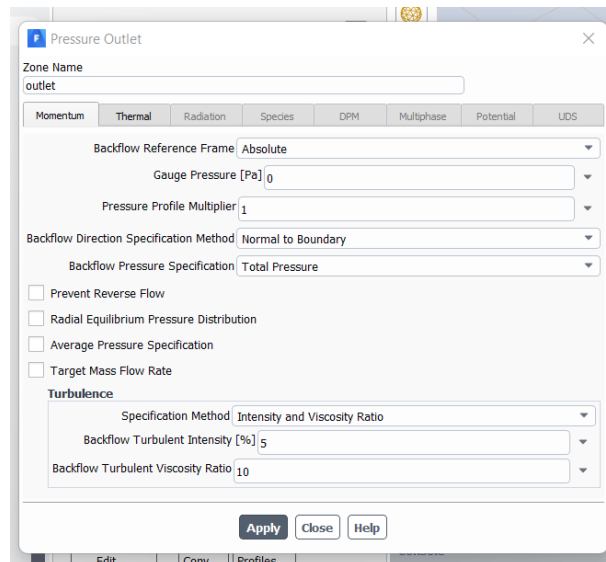 Pressure Outlet
Zone Name
outlet
Momentum Thermal Radiation Species DPM Multiphase Potential UDS
Backflow Reference Frame Absolute
Gauge Pressure [Pa] 0
Pressure Profile Multiplier 1
Backflow Direction Specification Method Normal to Boundary
Backflow Pressure Specification Total Pressure
Prevent Reverse Flow
Radial Equilibrium Pressure Distribution
Average Pressure Specification
Target Mass Flow Rate
Turbulence
Specification Method Intensity and Viscosity Ratio
Backflow Turbulent Intensity [%] 5
Backflow Turbulent Viscosity Ratio 10
Apply Close Help
Edit Copy Profiles